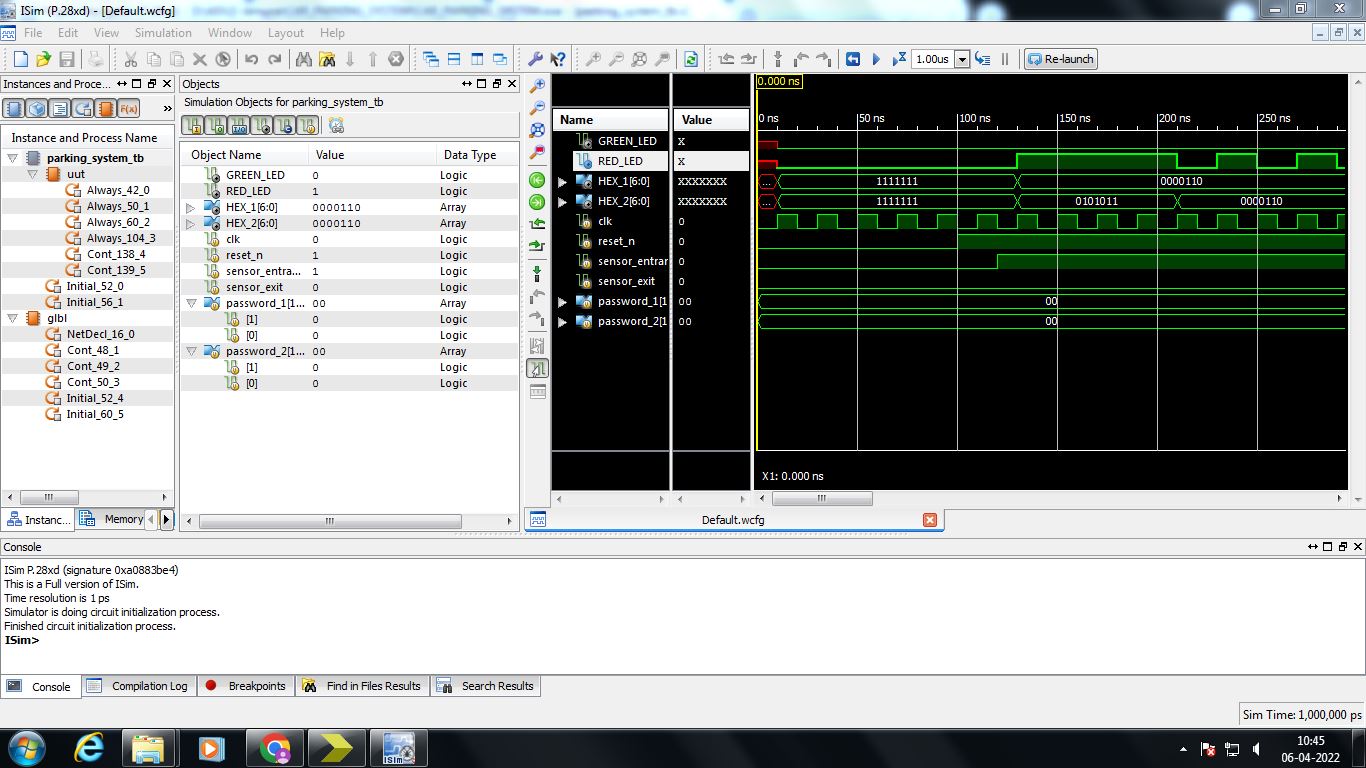 ISim (P.28xd) - [Default.wcfg]
File Edit View Simulation Window Layout Help
1.00us Re-launch
Instances and Proce...
F(x)
»
Instance and Process Name
parking_system_tb
uut
Always_42_0
Always_50_1
Always_60_2
Always_104_3
Cont_138_4
Cont_139_5
Initial_52_0
Initial_56_1
glbl
NetDecl_16_0
Cont_48_1
Cont_49_2
Cont_50_3
Initial_52_4
Initial_60_5
Instanc... Memory
Objects
Simulation Objects for parking_system_tb
Object Name Value Data Type
GREEN_LED 0 Logic
RED_LED 1 Logic
HEX_1[6:0] 0000110 Array
HEX_2[6:0] 0000110 Array
clk 0 Logic
reset_n 1 Logic
sensor_entra... 1 Logic
sensor_exit 0 Logic
password_1[1... 00 Array
[1] 0 Logic
[0] 0 Logic
password_2[1... 00 Array
[1] 0 Logic
[0] 0 Logic
Name Value
GREEN_LED X
RED_LED X
HEX_1[6:0] XXXXXXX
HEX_2[6:0] XXXXXXX
clk 0
reset_n 0
sensor_entrar 0
sensor_exit 0
password_1[1 00
password_2[1 00
0.000 ns
0 ns 50 ns 100 ns 150 ns 200 ns 250 ns
... 1111111 0000110
... 1111111 0101011 0000110
00
00
X1: 0.000 ns
Default.wcfg
Console
ISim P.28xd (signature 0xa0883be4)
This is a Full version of ISim.
Time resolution is 1 ps
Simulator is doing circuit initialization process.
Finished circuit initialization process.
ISim>
Console Compilation Log Breakpoints Find in Files Results Search Results
Sim Time: 1,000,000 ps
ISim
10:45
06-04-2022